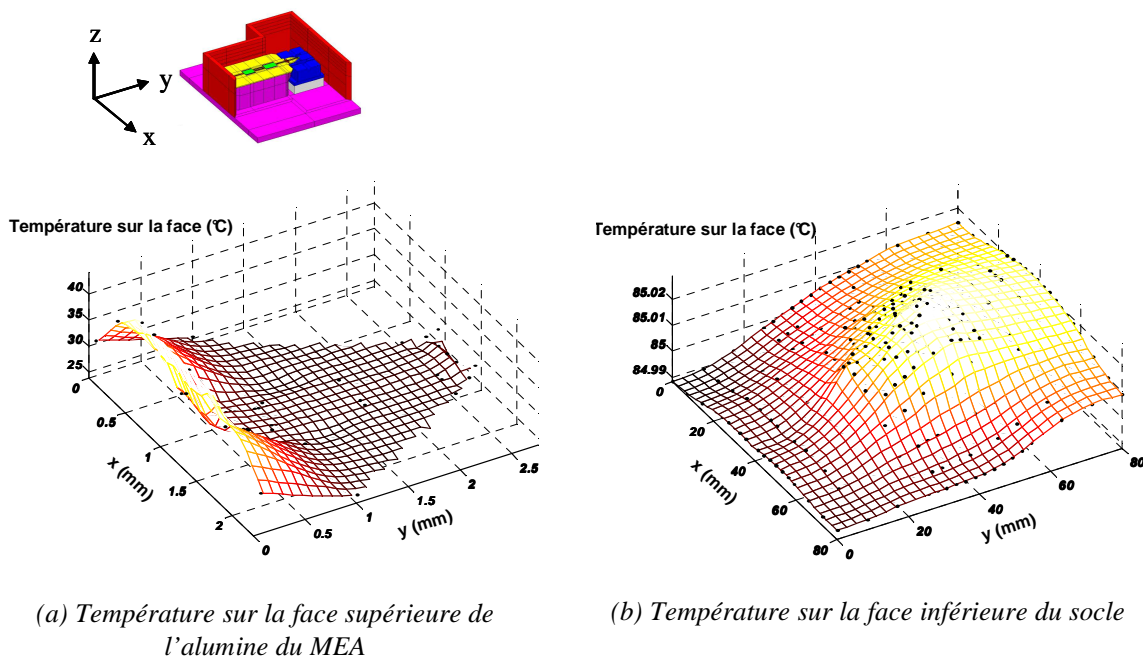 z
y
x
Température sur la face (°C)
40
35
30
25
0
0.5
1
1.5
2
x (mm)
0
0.5
1
1.5
2
2.5
y (mm)
Température sur la face (°C)
85.02
85.01
85
84.99
0
20
40
60
80
x (mm)
0
20
40
60
80
y (mm)
(a) Température sur la face supérieure de
l'alumine du MEA
(b) Température sur la face inférieure du socle